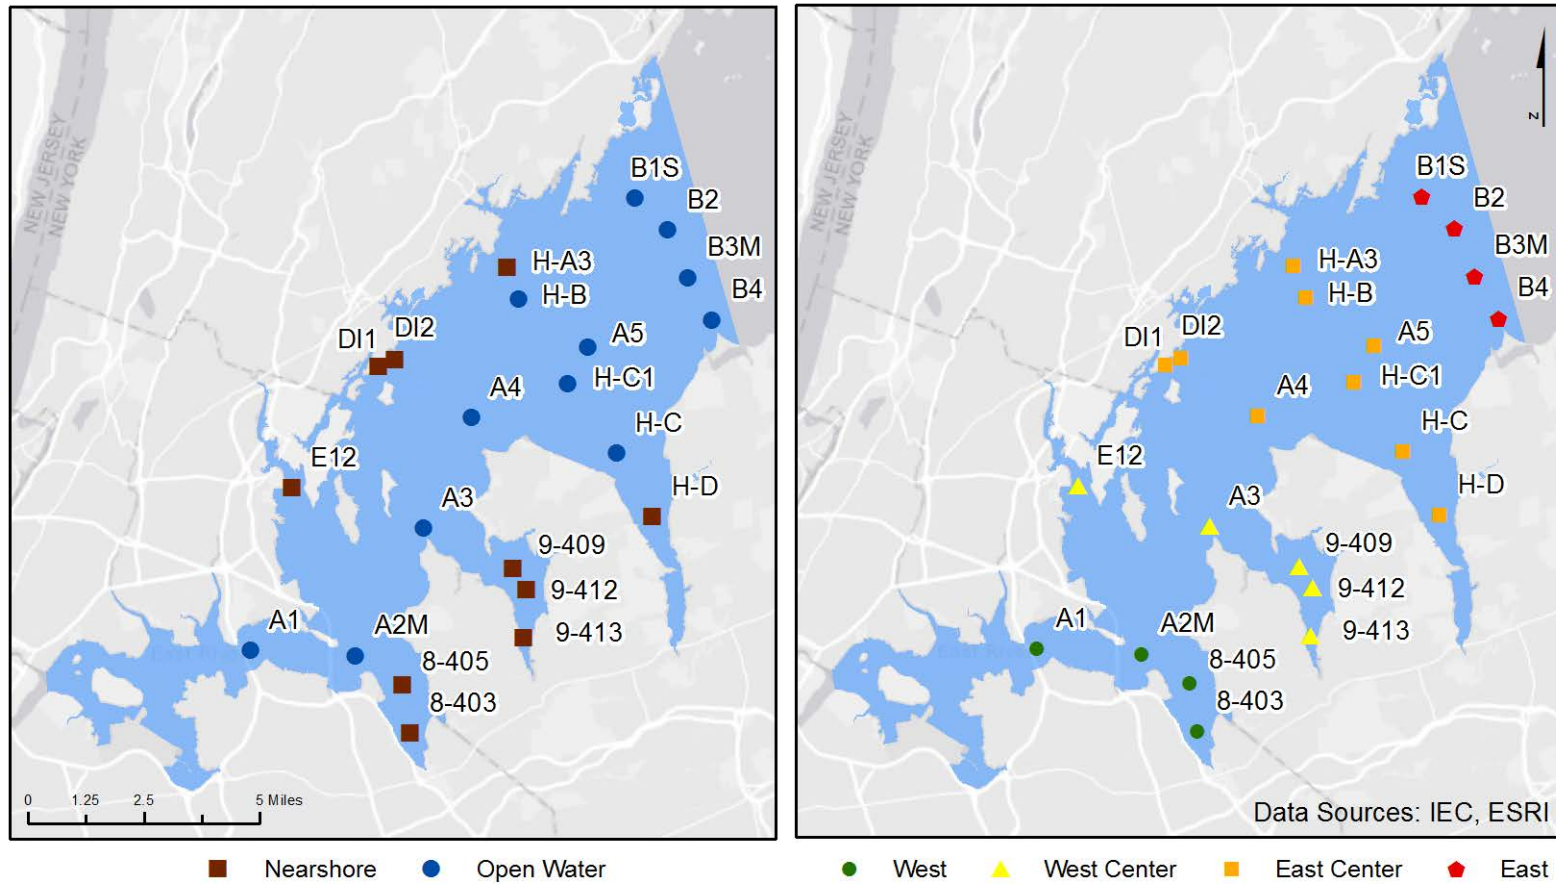 NEW JERSEY
NEW YORK
B1S
B2
B3M
B4
H-A3
H-B
DI1
DI2
A5
H-C1
A4
H-C
E12
H-D
A3
9-409
9-412
9-413
A1
A2M
8-405
8-403
East River
0 1.25 2.5 5 Miles
Nearshore Open Water
NEW JERSEY
NEW YORK
N
B1S
B2
B3M
B4
H-A3
H-B
DI1
DI2
A5
H-C1
A4
H-C
E12
H-D
A3
9-409
9-412
9-413
A1
A2M
8-405
8-403
East River
Data Sources: IEC, ESRI
West West Center East Center East